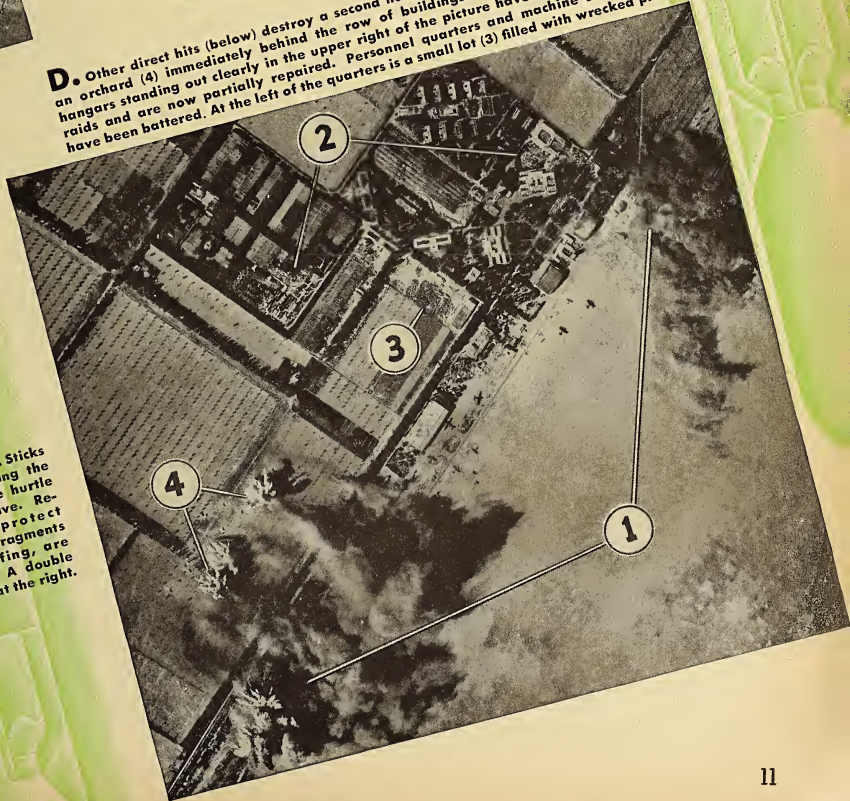 D. Other direct hits (below) destroy a second
an orchard (4) immediately behind the row of buildings.
hangars standing out clearly in the upper right of the picture have
raids and are now partially repaired. Personnel quarters and machine
have been battered. At the left of the quarters is a small lot (3) filled with wrecked
2
3
4
1
Sticks
ng the
hurtle
ve. Re-
protect
ragments
fing, are
A double
at the right.
11